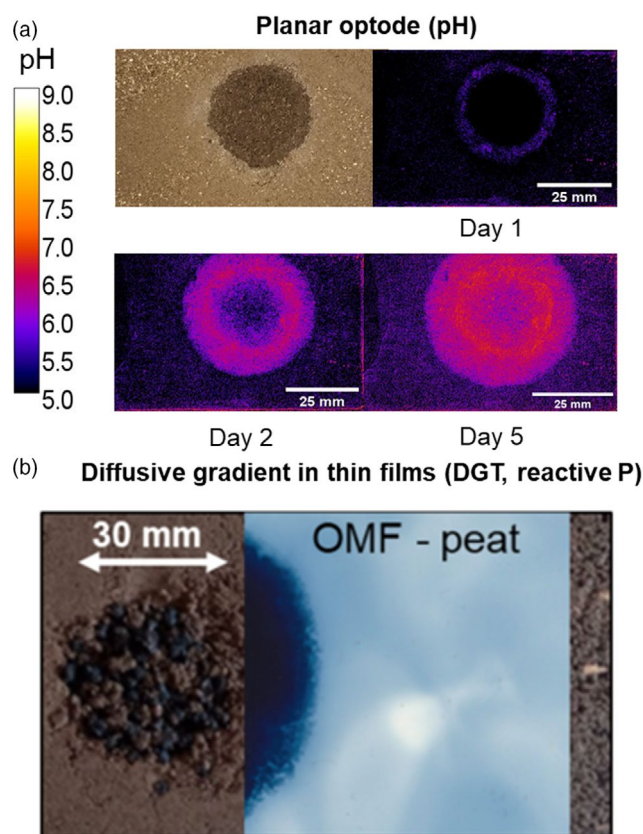 (a)
Planar optode (pH)
pH
9.0
8.5
8.0
7.5
7.0
6.5
6.0
5.5
5.0
25 mm
Day 1
25 mm
25 mm
Day 2
Day 5
(b)
Diffusive gradient in thin films (DGT, reactive P)
30 mm
OMF - peat